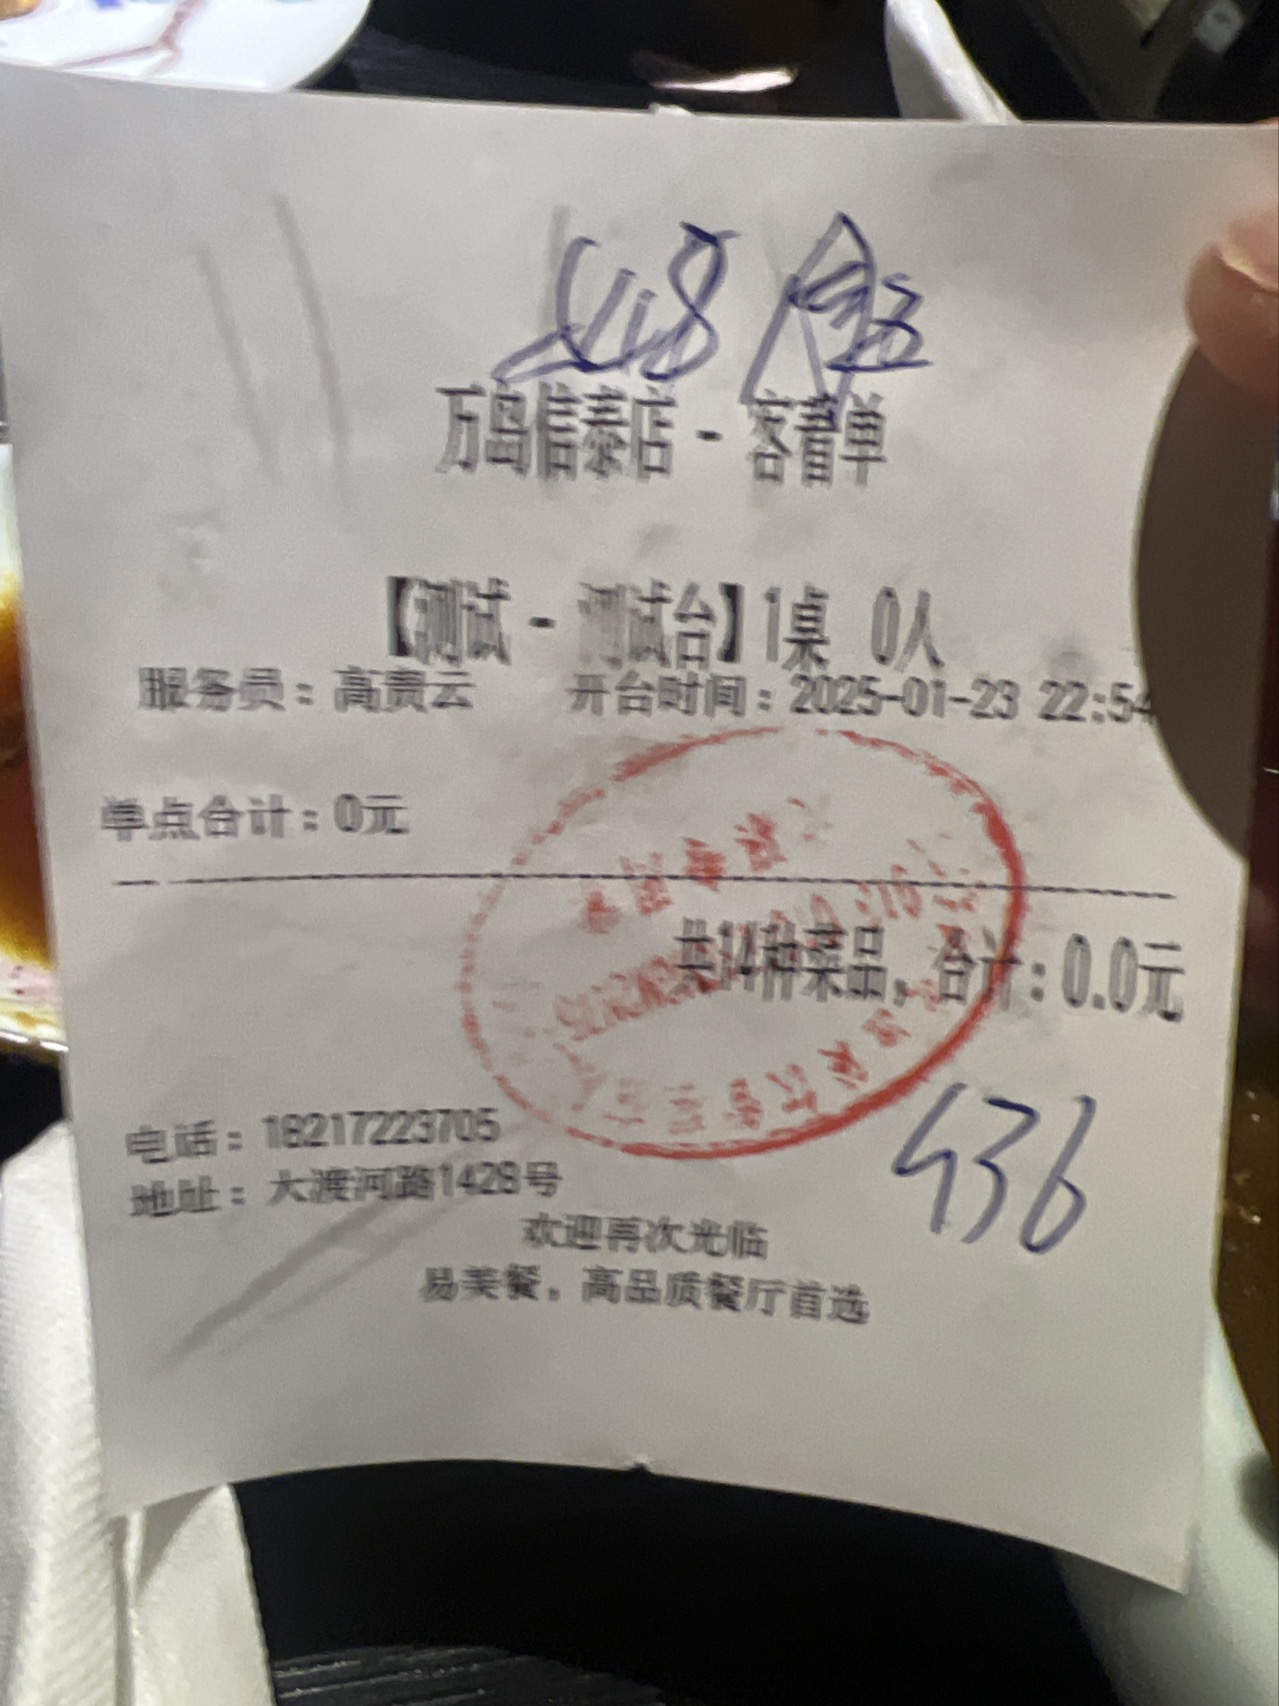 万岛信泰店 - 客看单
【测试 - 测试台】1桌 0人
服务员：高贵云 开台时间：2025-01-23 22:54
单点合计：0元
共14种菜品，合计：0.0元
436
电话：18217223705
地址：大渡河路1428号
欢迎再次光临
易美餐，高品质餐厅首选